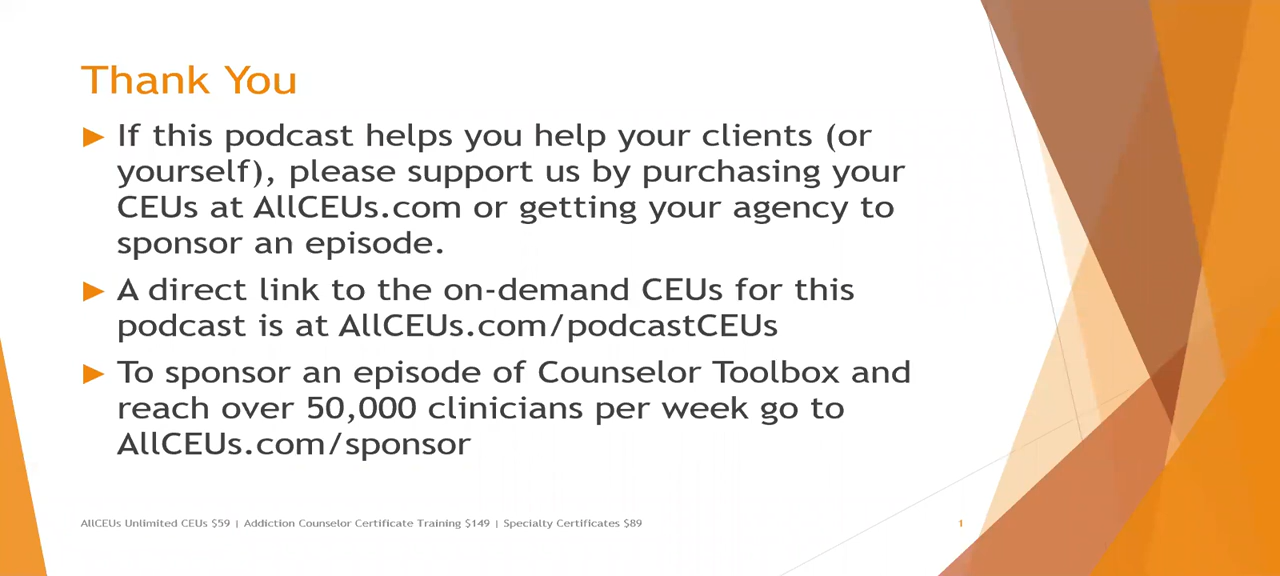 Thank You
If this podcast helps you help your clients (or
yourself), please support us by purchasing your
CEUs at AllCEUs.com or getting your agency to
sponsor an episode.
A direct link to the on-demand CEUs for this
podcast is at AllCEUs.com/podcastCEUs
To sponsor an episode of Counselor Toolbox and
reach over 50,000 clinicians per week go to
AllCEUs.com/sponsor
AllCEUs Unlimited CEUs $59 | Addiction Counselor Certificate Training $149 | Specialty Certificates $89
1